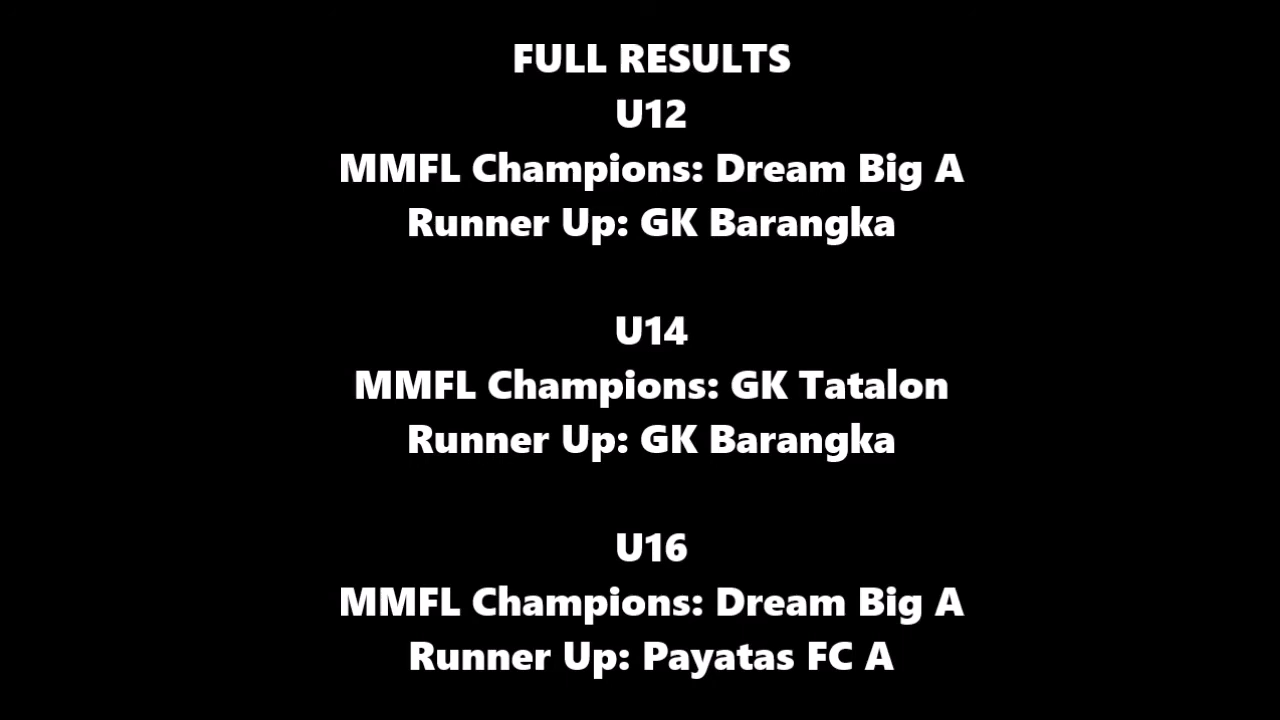 FULL RESULTS
U12
MMFL Champions: Dream Big A
Runner Up: GK Barangka
U14
MMFL Champions: GK Tatalon
Runner Up: GK Barangka
U16
MMFL Champions: Dream Big A
Runner Up: Payatas FC A